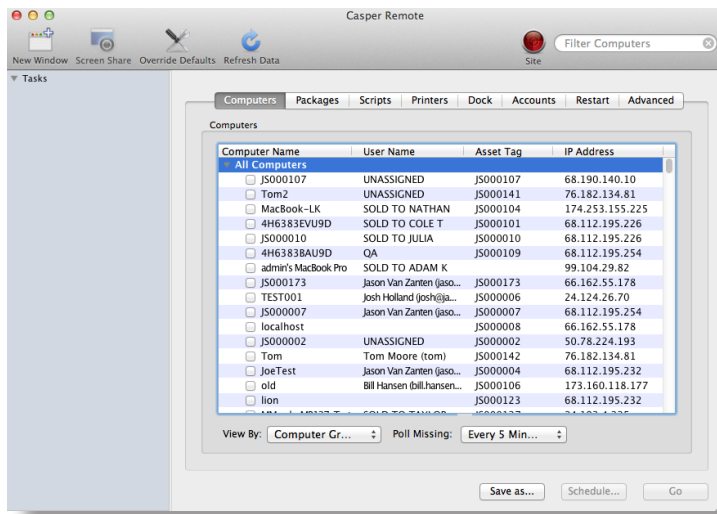 Casper Remote
New Window Screen Share Override Defaults Refresh Data Site Filter Computers
Tasks
Computers Packages Scripts Printers Dock Accounts Restart Advanced
Computers
Computer Name User Name Asset Tag IP Address
All Computers
JS000107 UNASSIGNED JS000107 68.190.140.10
Tom2 UNASSIGNED JS000141 76.182.134.81
MacBook-LK SOLD TO NATHAN JS000104 174.253.155.225
4H6383EVU9D SOLD TO COLE T JS000101 68.112.195.226
JS000010 SOLD TO JULIA JS000010 68.112.195.226
4H6383BAU9D QA JS000109 68.112.195.254
admin's MacBook Pro SOLD TO ADAM K 99.104.29.82
JS000173 Jason Van Zanten (jaso... JS000173 66.162.55.178
TEST001 Josh Holland (josh@ja... JS000006 24.124.26.70
JS000007 Jason Van Zanten (jaso... JS000007 68.112.195.254
localhost JS000008 66.162.55.178
JS000002 UNASSIGNED JS000002 50.78.224.193
Tom Tom Moore (tom) JS000142 76.182.134.81
JoeTest Jason Van Zanten (jaso... JS000004 68.112.195.232
old Bill Hansen (bill.hansen... JS000106 173.160.118.177
lion JS000123 68.112.195.232
SOLD TO TAYLOR
View By: Computer Gr... Poll Missing: Every 5 Min...
Save as... Schedule... Go